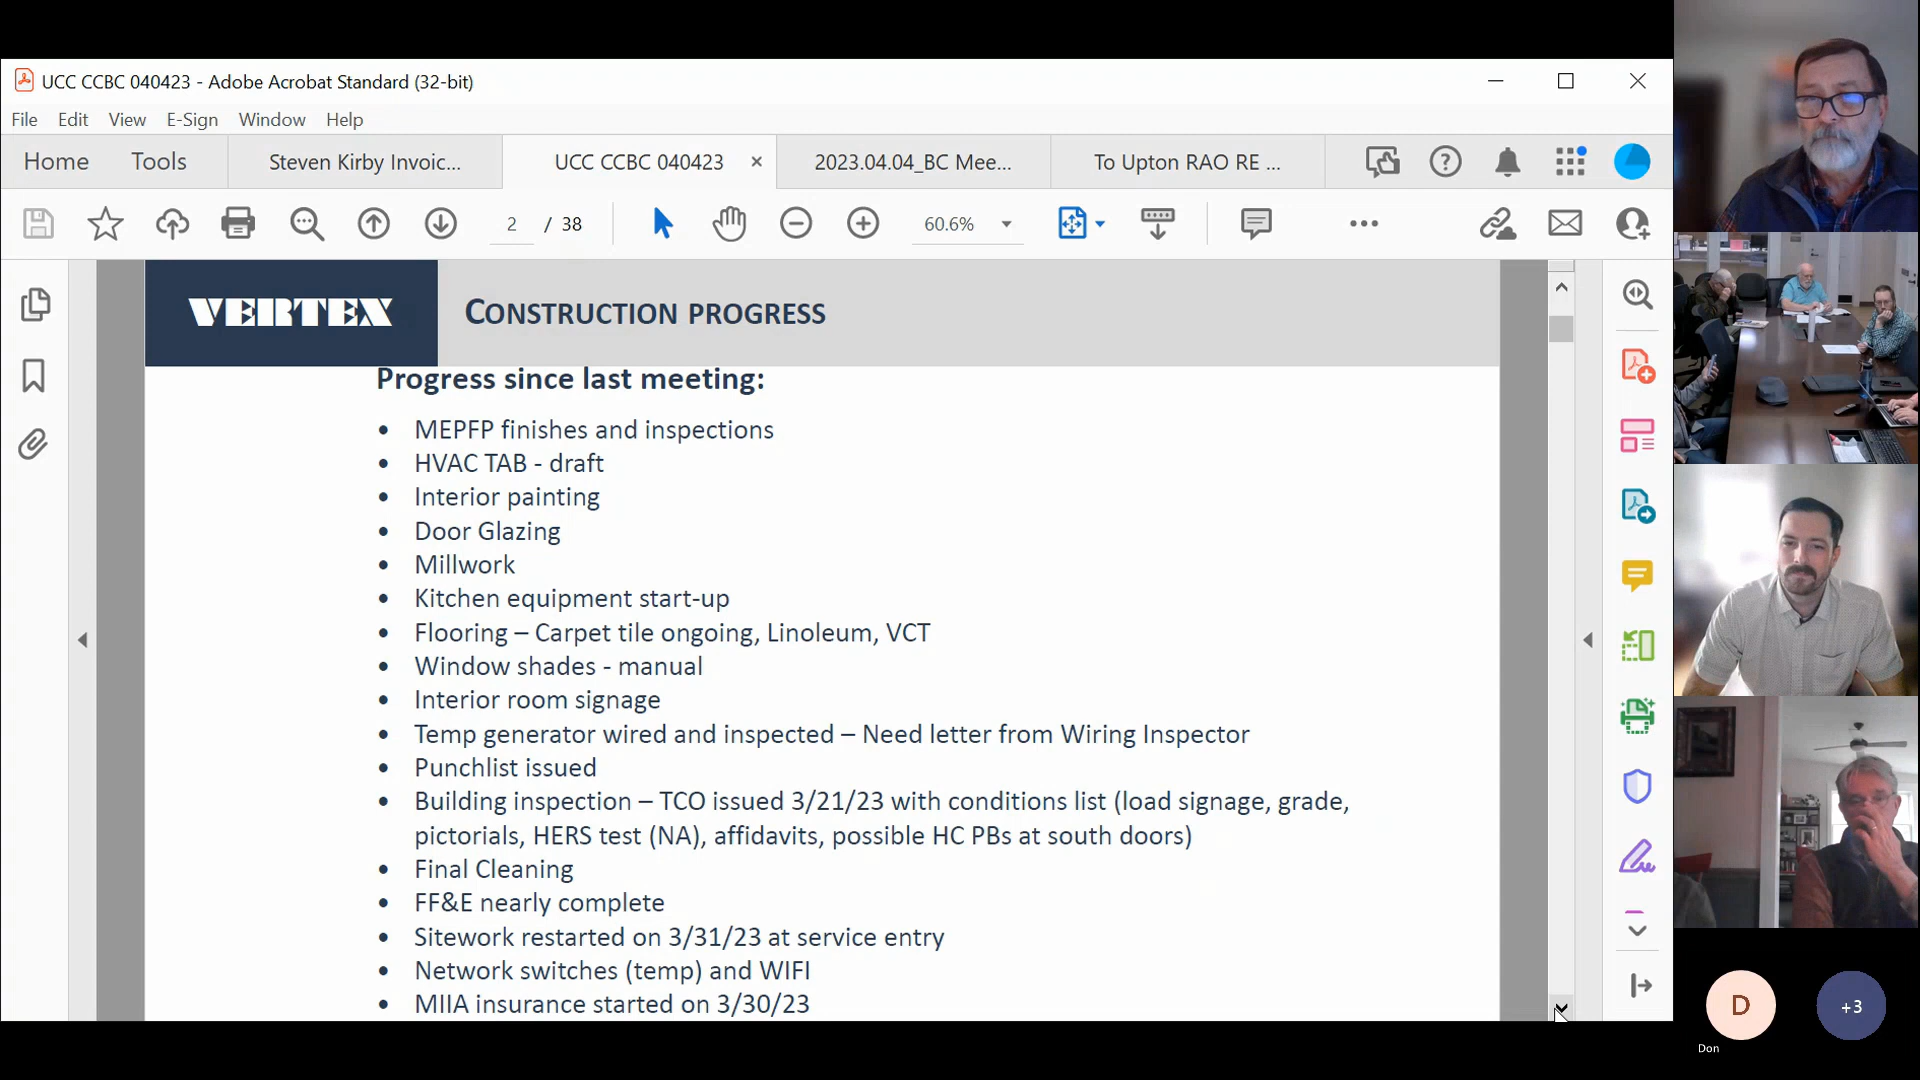 UCC CCBC 040423 - Adobe Acrobat Standard (32-bit)
File Edit View E-Sign Window Help
Home Tools Steven Kirby Invoic... UCC CCBC 040423 2023.04.04_BC Mee... To Upton RAO RE ...
2 / 38 60.6%
VERTEX CONSTRUCTION PROGRESS
Progress since last meeting:
• MEPFP finishes and inspections
• HVAC TAB - draft
• Interior painting
• Door Glazing
• Millwork
• Kitchen equipment start-up
• Flooring – Carpet tile ongoing, Linoleum, VCT
• Window shades - manual
• Interior room signage
• Temp generator wired and inspected – Need letter from Wiring Inspector
• Punchlist issued
• Building inspection – TCO issued 3/21/23 with conditions list (load signage, grade,
pictorials, HERS test (NA), affidavits, possible HC PBs at south doors)
• Final Cleaning
• FF&E nearly complete
• Sitework restarted on 3/31/23 at service entry
• Network switches (temp) and WIFI
• MIIA insurance started on 3/30/23
D
+3
Don